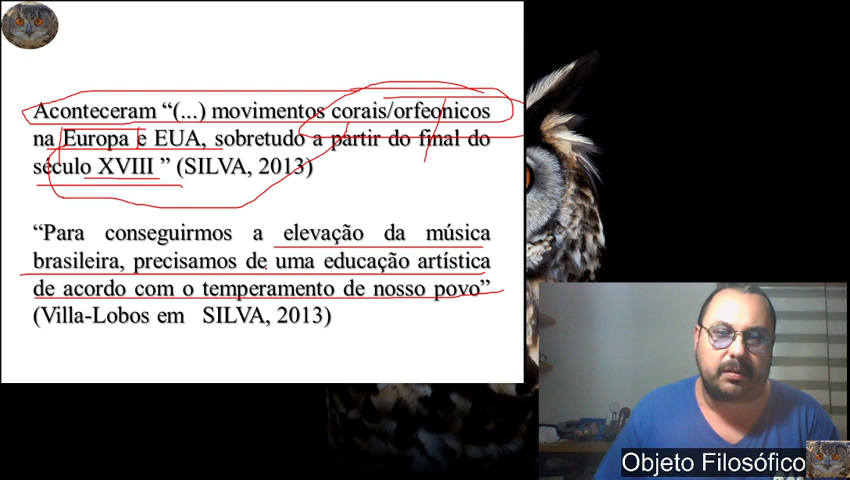 Aconteceram “(...) movimentos corais/orfeonicos
na Europa e EUA, sobretudo a partir do final do
século XVIII ” (SILVA, 2013)
“Para conseguirmos a elevação da música
brasileira, precisamos de uma educação artística
de acordo com o temperamento de nosso povo”
(Villa-Lobos em SILVA, 2013)
Objeto Filosófico